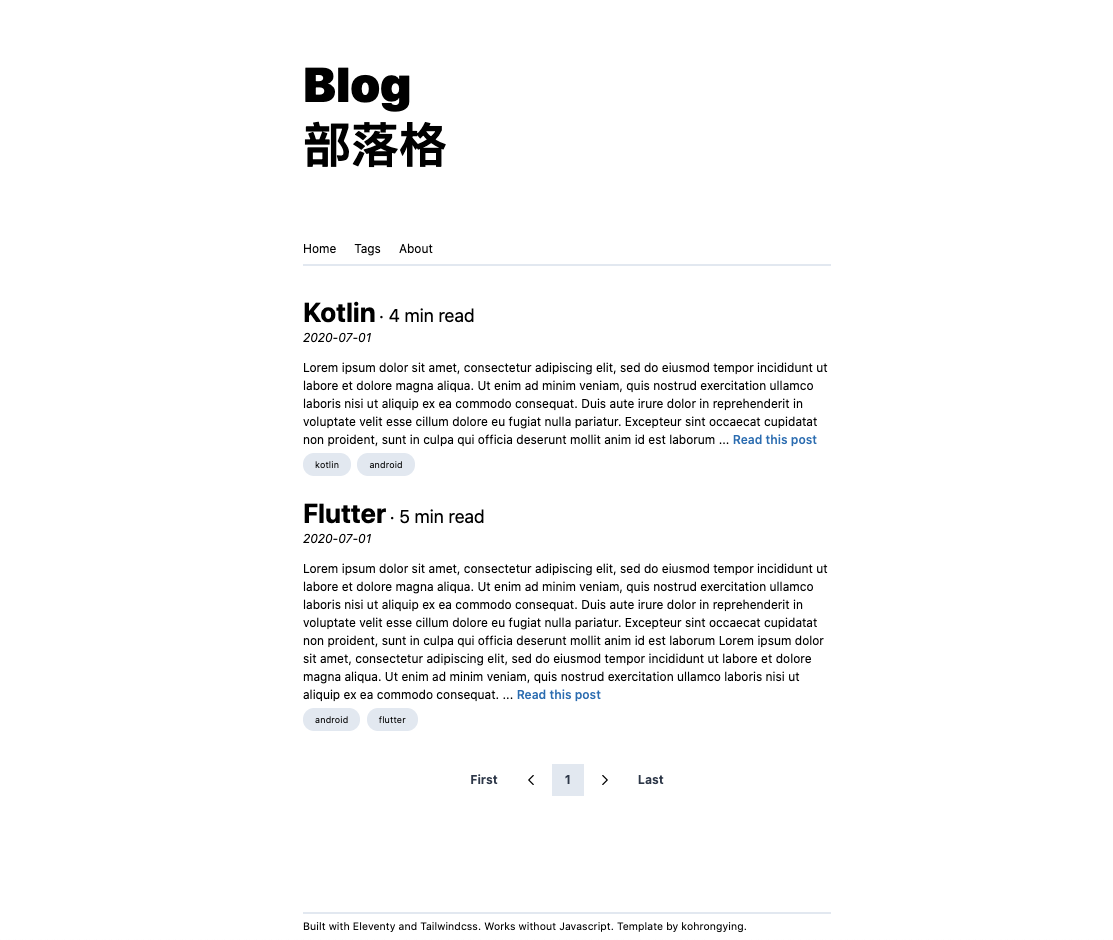 Blog
部落格
Home Tags About
Kotlin · 4 min read
2020-07-01
Lorem ipsum dolor sit amet, consectetur adipiscing elit, sed do eiusmod tempor incididunt ut
labore et dolore magna aliqua. Ut enim ad minim veniam, quis nostrud exercitation ullamco
laboris nisi ut aliquip ex ea commodo consequat. Duis aute irure dolor in reprehenderit in
voluptate velit esse cillum dolore eu fugiat nulla pariatur. Excepteur sint occaecat cupidatat
non proident, sunt in culpa qui officia deserunt mollit anim id est laborum ... Read this post
kotlin android
Flutter · 5 min read
2020-07-01
Lorem ipsum dolor sit amet, consectetur adipiscing elit, sed do eiusmod tempor incididunt ut
labore et dolore magna aliqua. Ut enim ad minim veniam, quis nostrud exercitation ullamco
laboris nisi ut aliquip ex ea commodo consequat. Duis aute irure dolor in reprehenderit in
voluptate velit esse cillum dolore eu fugiat nulla pariatur. Excepteur sint occaecat cupidatat
non proident, sunt in culpa qui officia deserunt mollit anim id est laborum Lorem ipsum dolor
sit amet, consectetur adipiscing elit, sed do eiusmod tempor incididunt ut labore et dolore
magna aliqua. Ut enim ad minim veniam, quis nostrud exercitation ullamco laboris nisi ut
aliquip ex ea commodo consequat. ... Read this post
android flutter
First 1 Last
Built with Eleventy and Tailwindcss. Works without Javascript. Template by kohrongying.